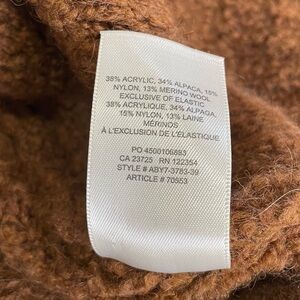 38% ACRYLIC, 34% ALPACA, 15%
NYLON, 13% MERINO WOOL
EXCLUSIVE OF ELASTIC
38% ACRYLIQUE, 34% ALPAGA,
15% NYLON, 13% LAINE
MÉRINOS
À L'EXCLUSION DE L'ÉLASTIQUE
PO 4500106893
CA 23725 RN 122354
STYLE # ABY7-3783-39
ARTICLE # 70553